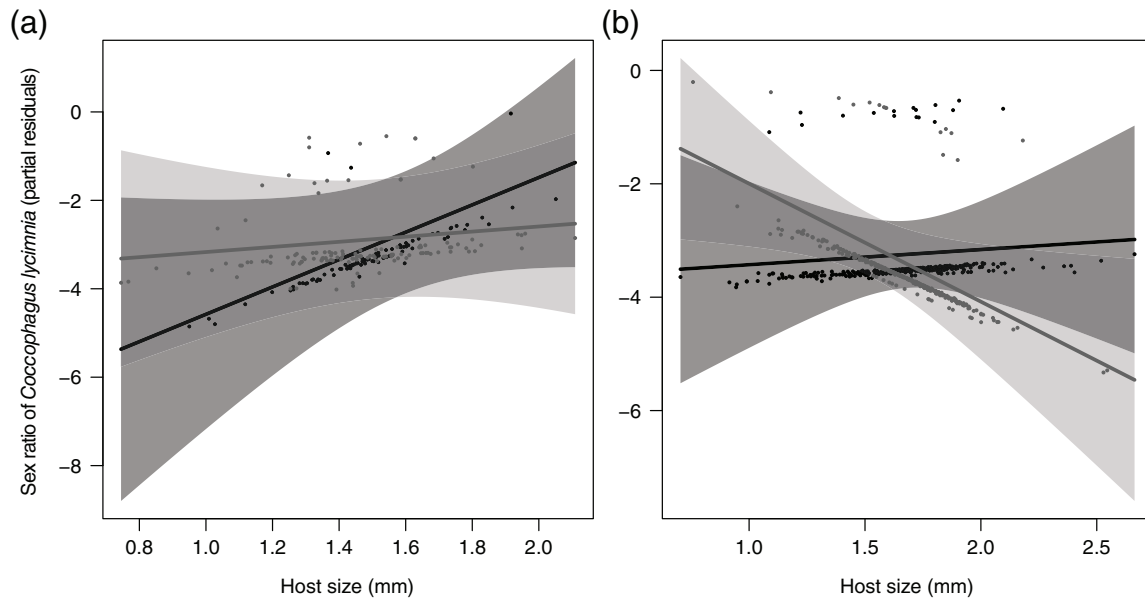 (a)
(b)
Sex ratio of Coccophagus lycimnia (partial residuals)
0
−2
−4
−6
−8
0.8 1.0 1.2 1.4 1.6 1.8 2.0
Host size (mm)
0
−2
−4
−6
1.0 1.5 2.0 2.5
Host size (mm)